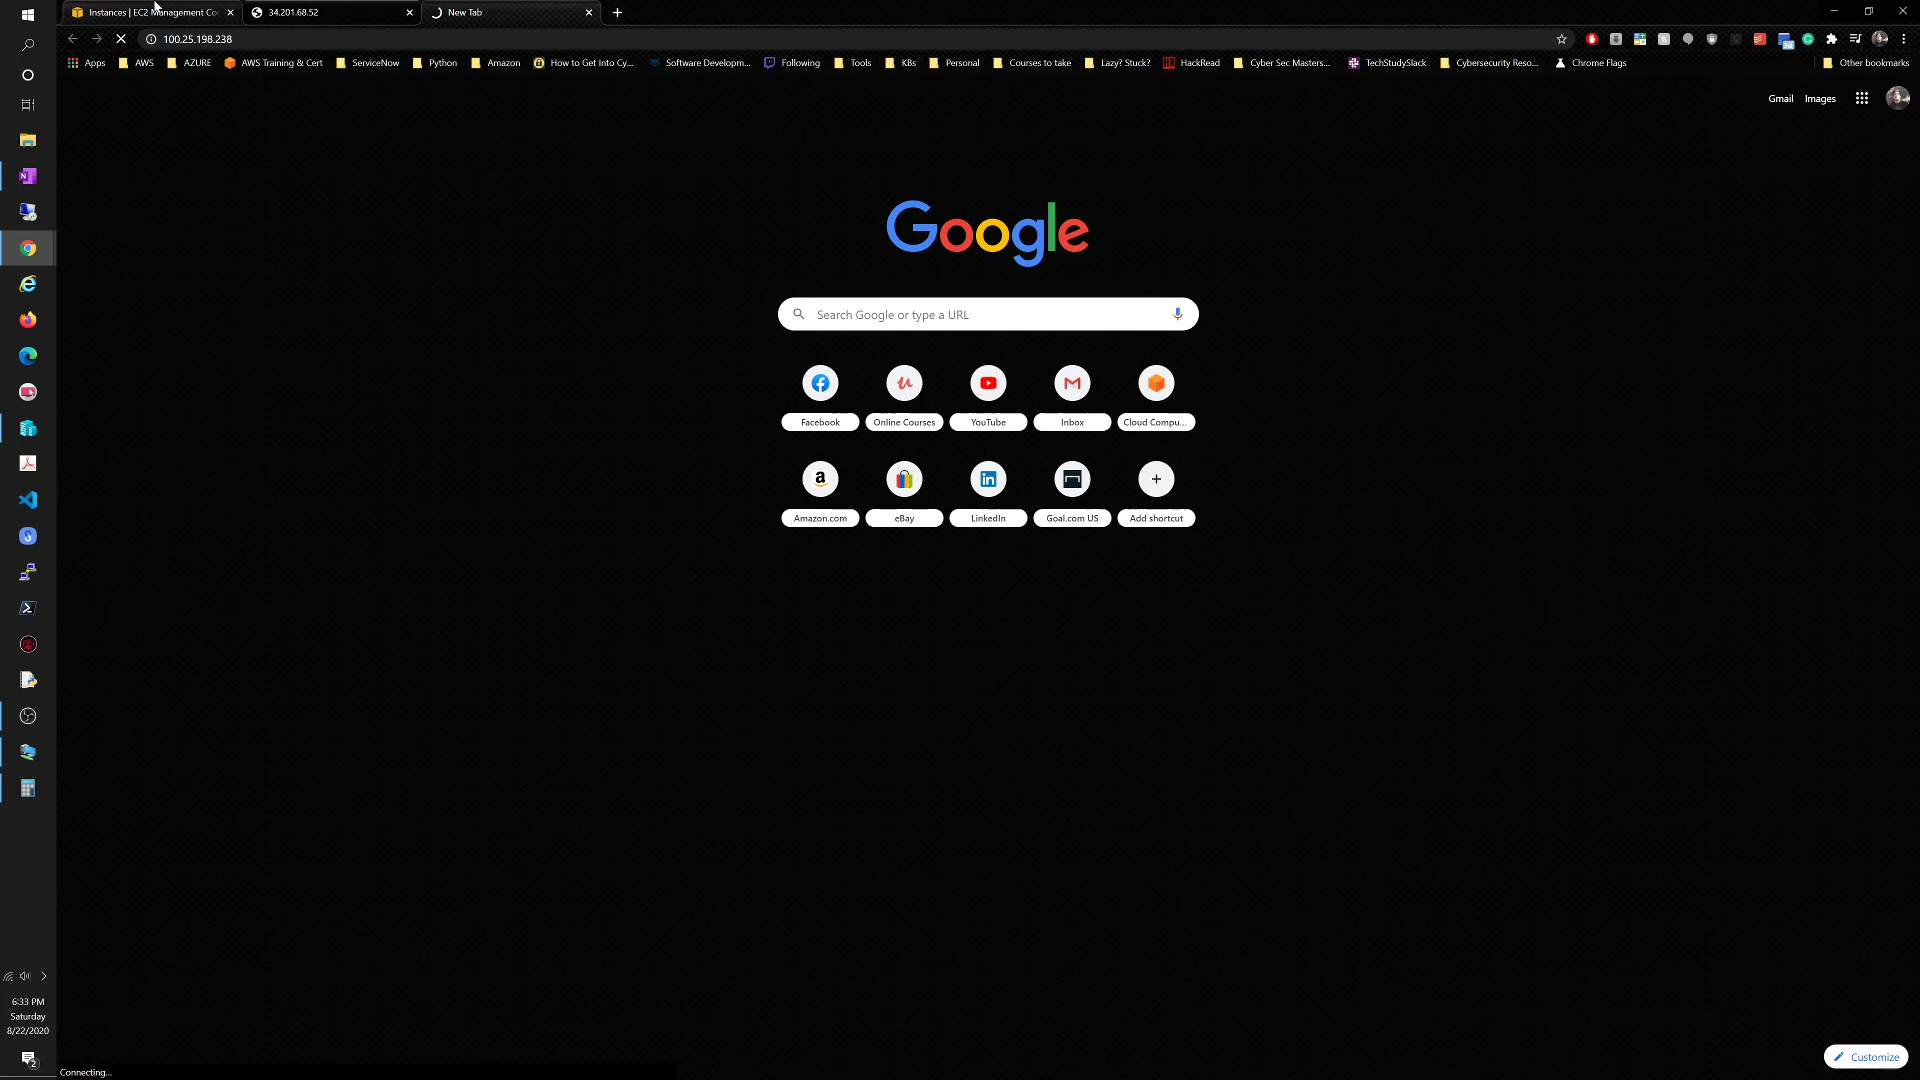 Instances | EC2 Management Co
34.201.68.52
New Tab
100.25.198.238
Apps
AWS
AZURE
AWS Training & Cert
ServiceNow
Python
Amazon
How to Get Into Cy...
Software Developm...
Following
Tools
KBs
Personal
Courses to take
Lazy? Stuck?
HackRead
Cyber Sec Masters...
TechStudySlack
Cybersecurity Reso...
Chrome Flags
Other bookmarks
Gmail
Images
Google
Search Google or type a URL
Facebook
Online Courses
YouTube
Inbox
Cloud Compu...
Amazon.com
eBay
LinkedIn
Goal.com US
Add shortcut
6:33 PM
Saturday
8/22/2020
2
Connecting...
Customize